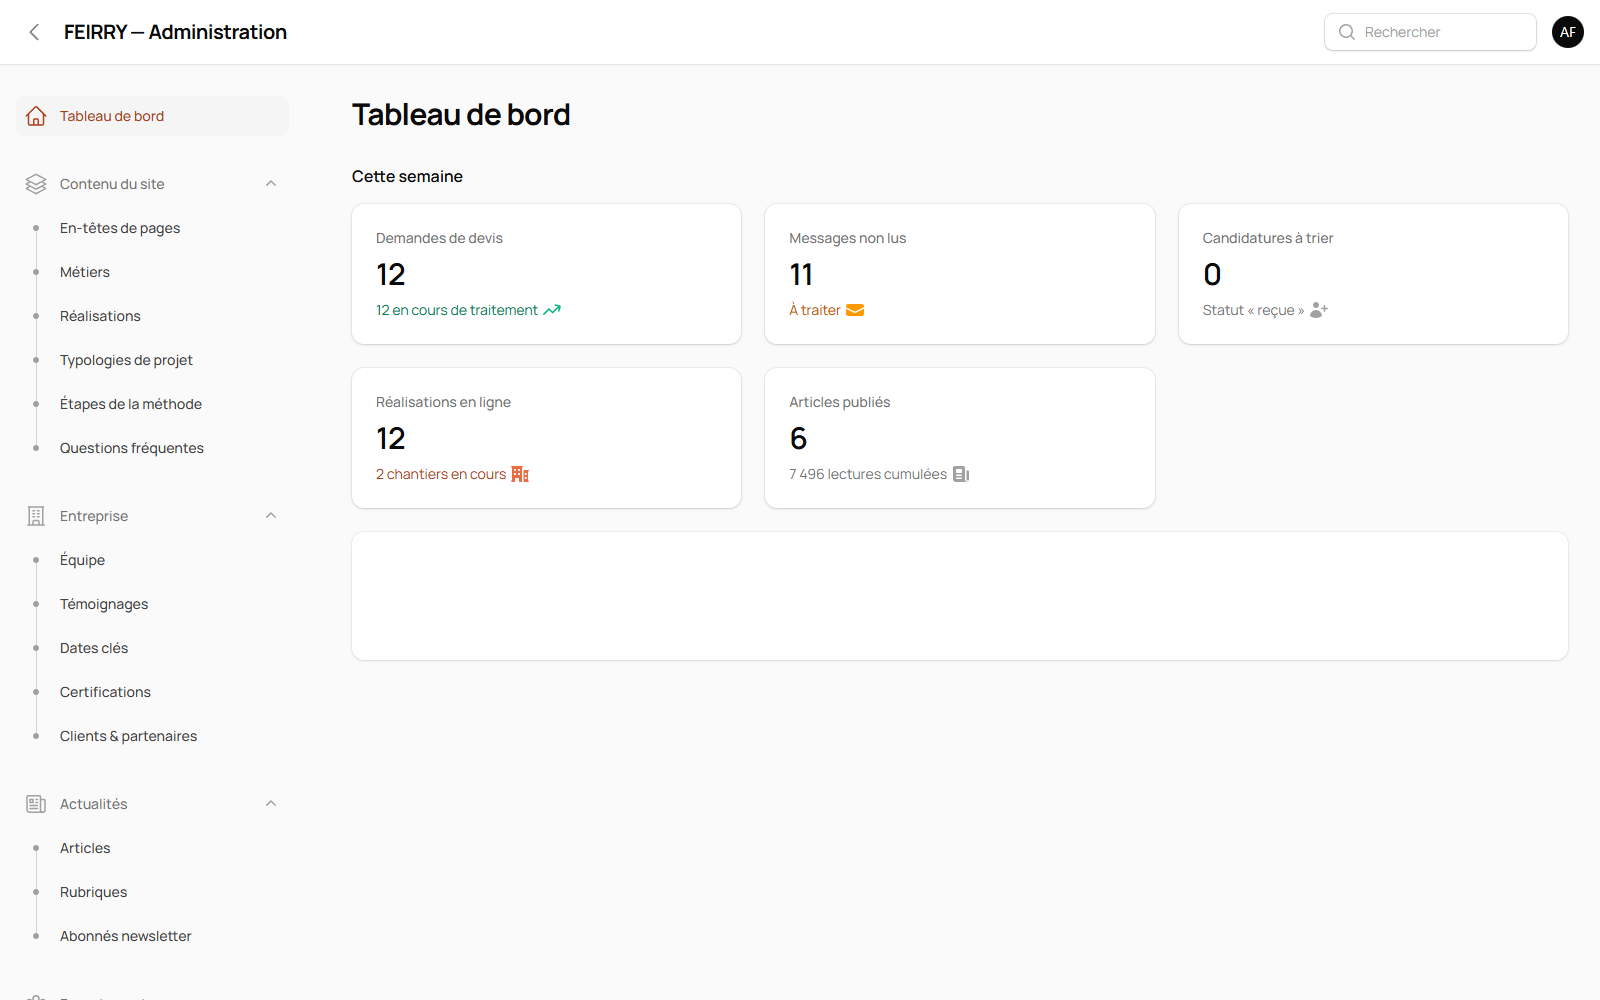 FEIRRY — Administration
Rechercher
AF
Tableau de bord
Contenu du site
En-têtes de pages
Métiers
Réalisations
Typologies de projet
Étapes de la méthode
Questions fréquentes
Entreprise
Équipe
Témoignages
Dates clés
Certifications
Clients & partenaires
Actualités
Articles
Rubriques
Abonnés newsletter
Tableau de bord
Cette semaine
Demandes de devis
12
12 en cours de traitement
Messages non lus
11
À traiter
Candidatures à trier
0
Statut « reçue »
Réalisations en ligne
12
2 chantiers en cours
Articles publiés
6
7 496 lectures cumulées